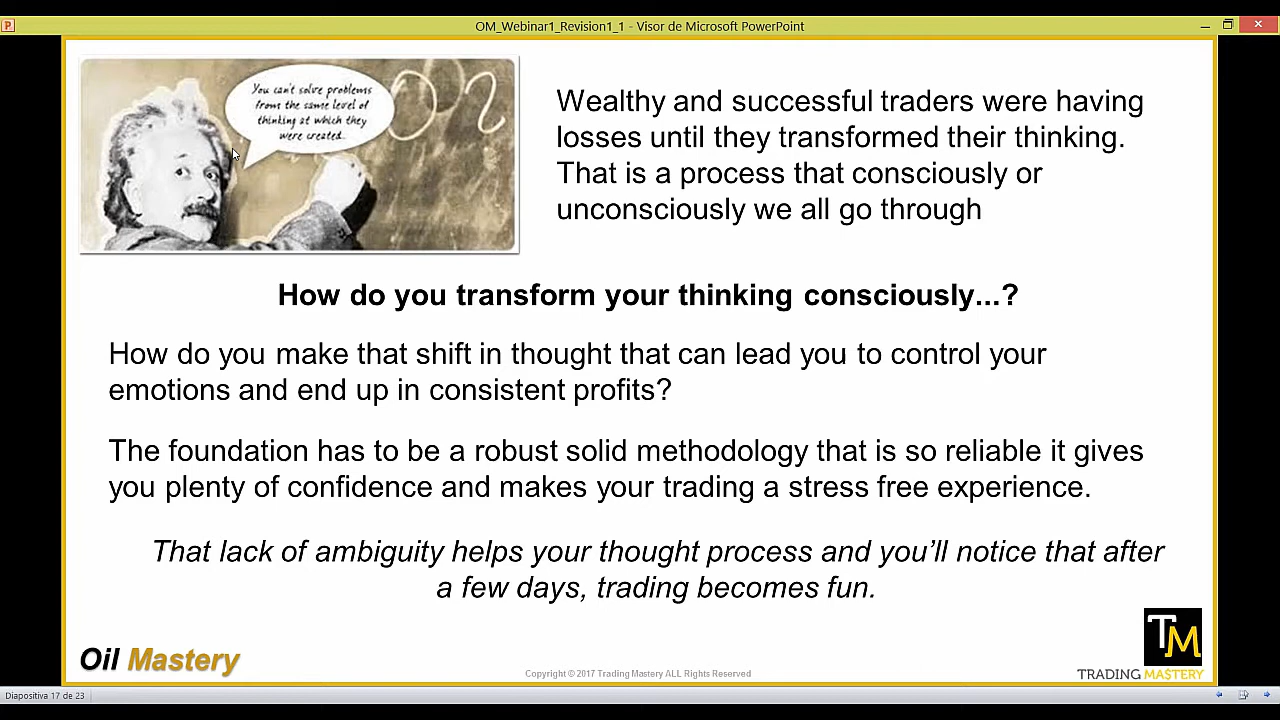 OM_Webinar1_Revision1_1 - Visor de Microsoft PowerPoint
You can't solve problems
from the same level of
thinking at which they
were created.
Wealthy and successful traders were having
losses until they transformed their thinking.
That is a process that consciously or
unconsciously we all go through
How do you transform your thinking consciously...?
How do you make that shift in thought that can lead you to control your
emotions and end up in consistent profits?
The foundation has to be a robust solid methodology that is so reliable it gives
you plenty of confidence and makes your trading a stress free experience.
That lack of ambiguity helps your thought process and you’ll notice that after
a few days, trading becomes fun.
Oil Mastery
Copyright © 2017 Trading Mastery ALL Rights Reserved
TM
TRADING MASTERY
Diapositiva 17 de 23